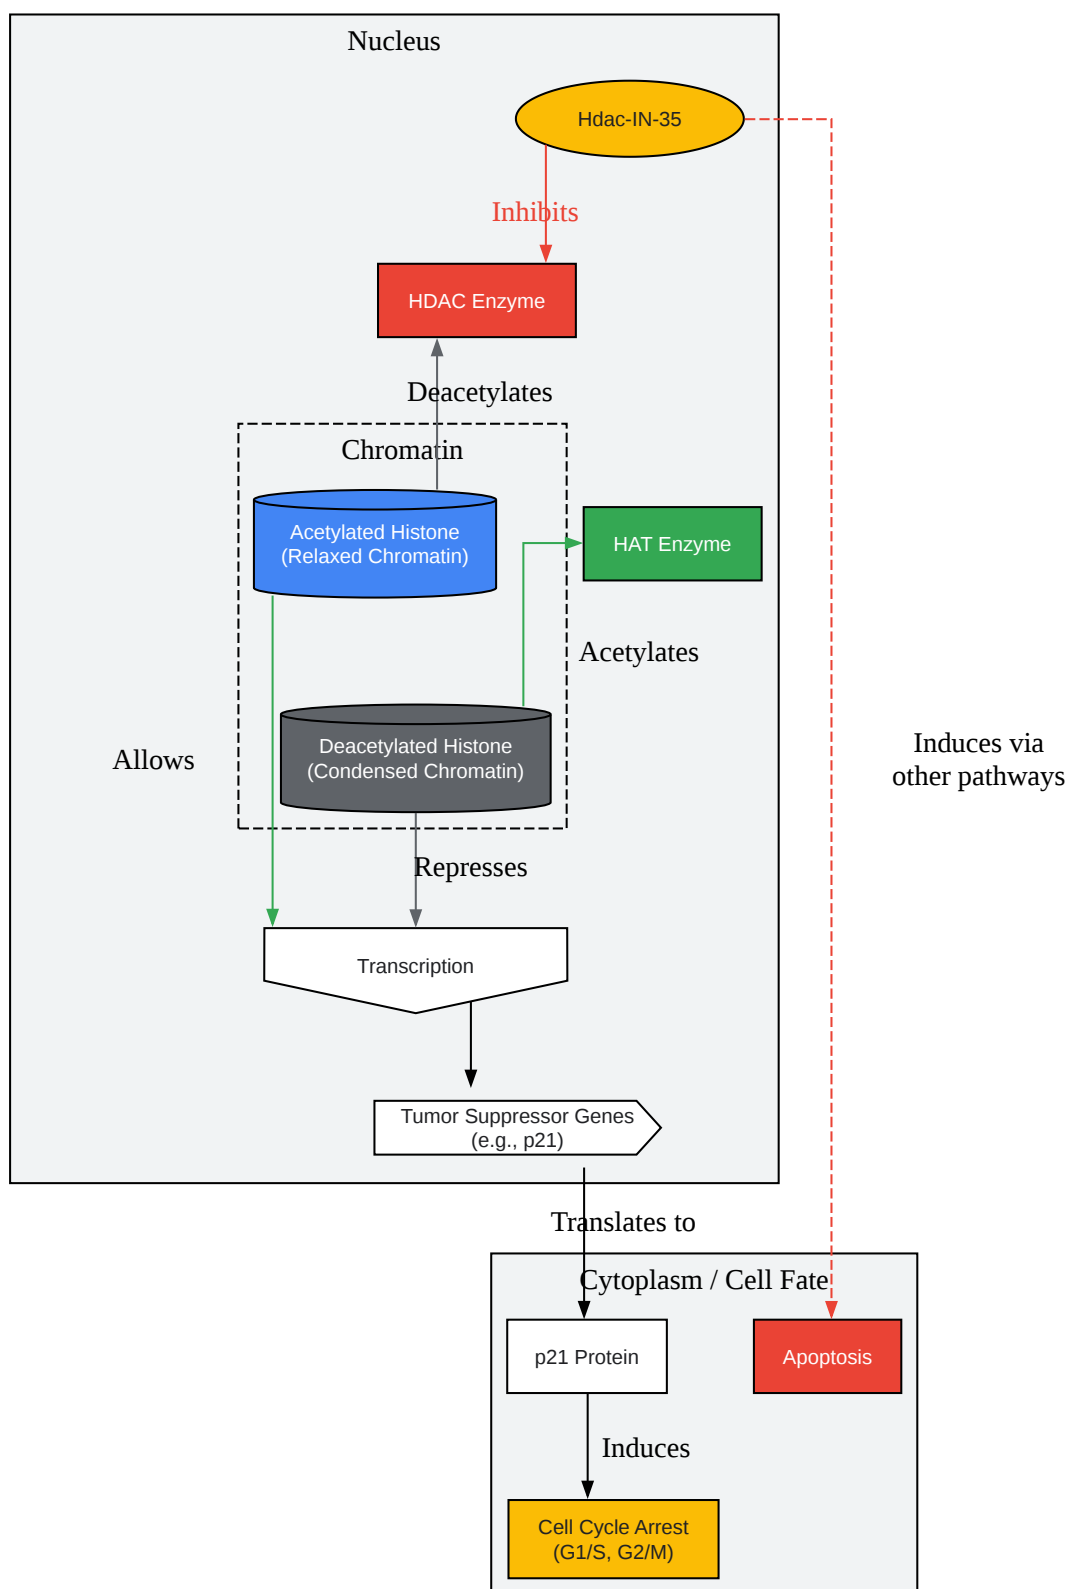 Nucleus
Hdac-IN-35
Inhibits
HDAC Enzyme
Deacetylates
Chromatin
Acetylated Histone
(Relaxed Chromatin)
HAT Enzyme
Acetylates
Deacetylated Histone
(Condensed Chromatin)
Allows
Induces via
other pathways
Represses
Transcription
Tumor Suppressor Genes
(e.g., p21)
Translates to
Cytoplasm / Cell Fate
p21 Protein
Apoptosis
Induces
Cell Cycle Arrest
(G1/S, G2/M)